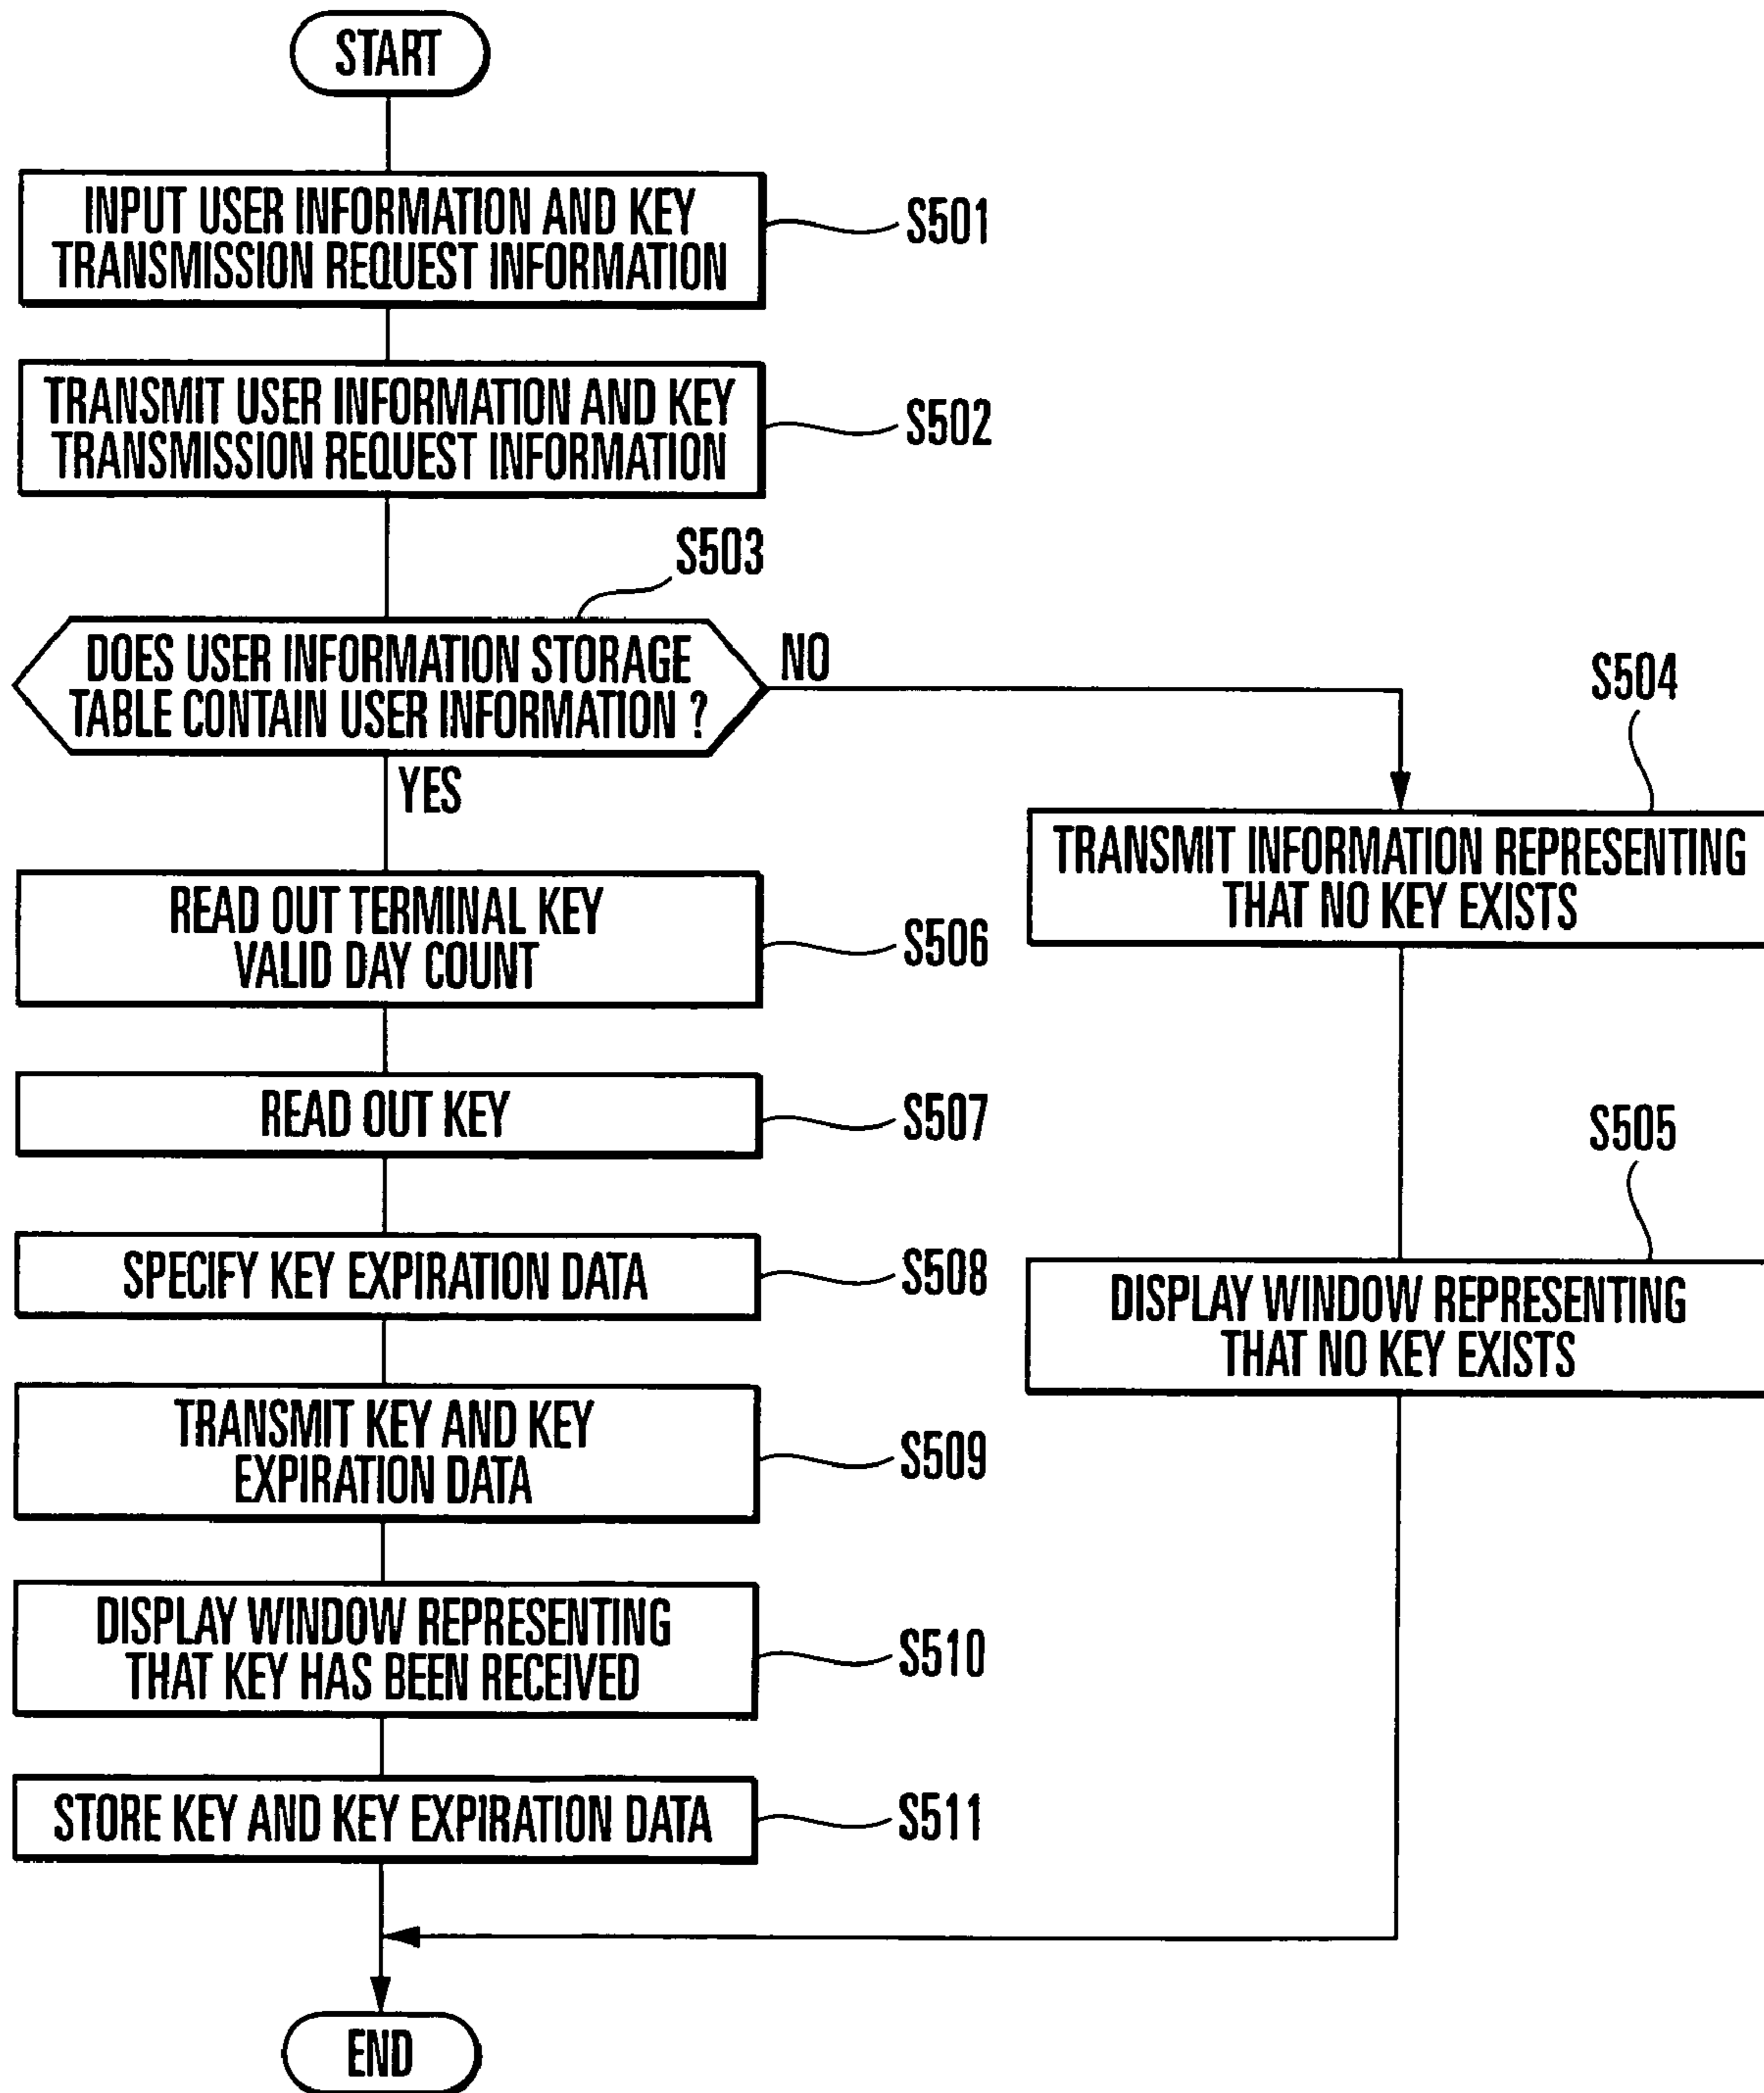 START
INPUT USER INFORMATION AND KEY
TRANSMISSION REQUEST INFORMATION
S501
TRANSMIT USER INFORMATION AND KEY
TRANSMISSION REQUEST INFORMATION
S502
S503
DOES USER INFORMATION STORAGE
TABLE CONTAIN USER INFORMATION ?
NO
YES
S504
TRANSMIT INFORMATION REPRESENTING
THAT NO KEY EXISTS
S505
DISPLAY WINDOW REPRESENTING
THAT NO KEY EXISTS
READ OUT TERMINAL KEY
VALID DAY COUNT
S506
READ OUT KEY
S507
SPECIFY KEY EXPIRATION DATA
S508
TRANSMIT KEY AND KEY
EXPIRATION DATA
S509
DISPLAY WINDOW REPRESENTING
THAT KEY HAS BEEN RECEIVED
S510
STORE KEY AND KEY EXPIRATION DATA
S511
END